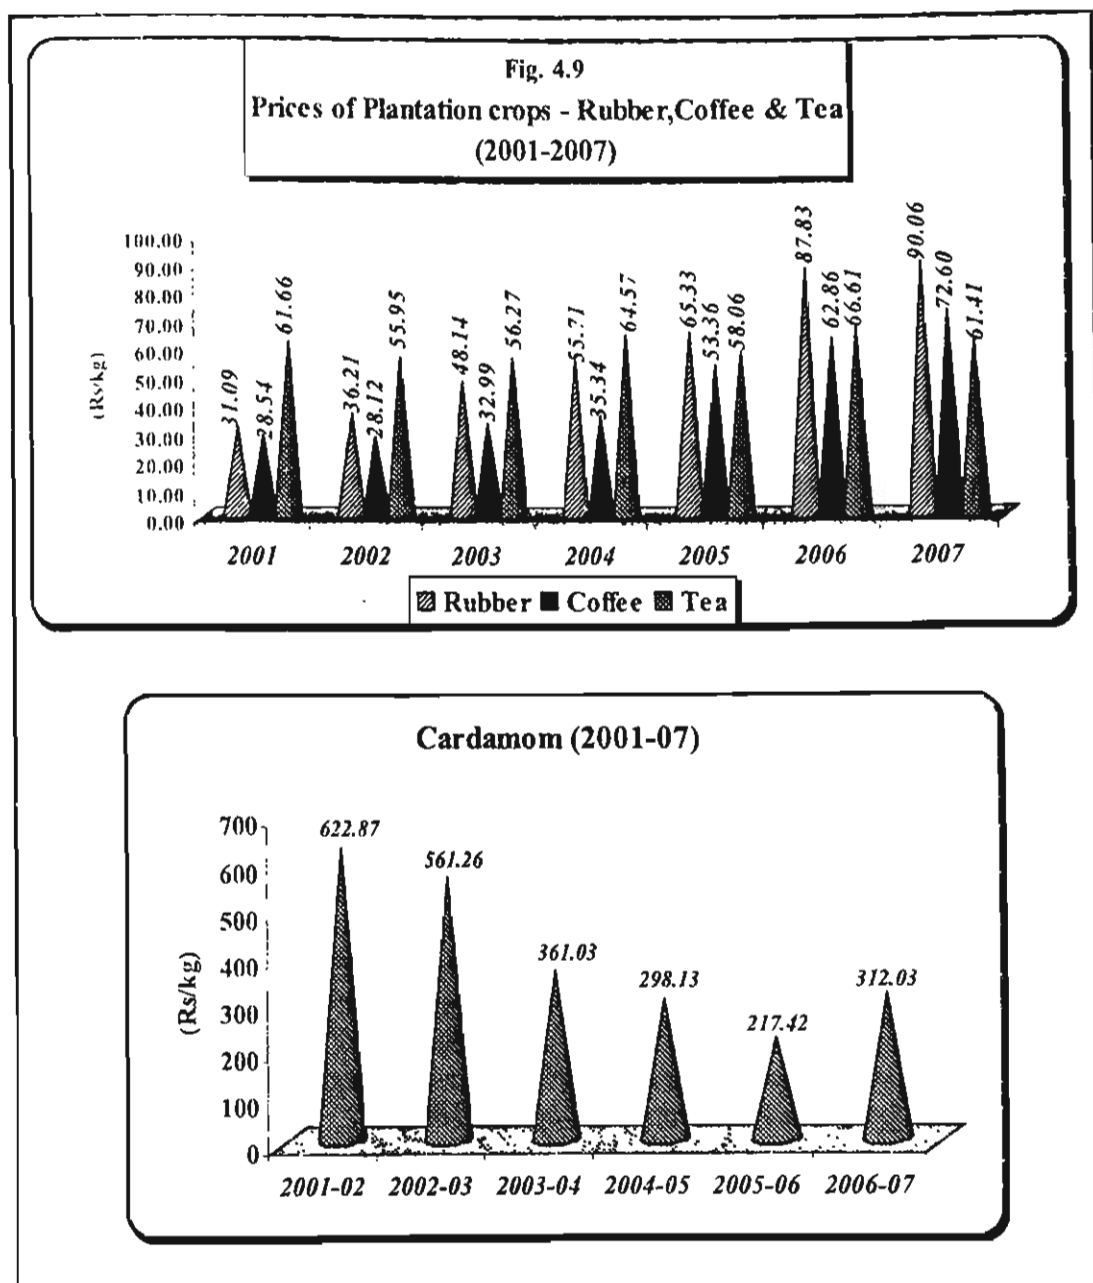 Fig. 4.9
Prices of Plantation crops - Rubber,Coffee & Tea
(2001-2007)
(Rs/kg)
100.00
90.00
80.00
70.00
60.00
50.00
40.00
30.00
20.00
10.00
0.00
31.09 28.54 61.66 36.21 28.12 55.95 48.14 32.99 56.27 55.71 35.34 64.57 65.33 53.36 58.06 87.83 62.86 66.61 90.06 72.60 61.41
2001 2002 2003 2004 2005 2006 2007
Rubber Coffee Tea
Cardamom (2001-07)
(Rs/kg)
700
600
500
400
300
200
100
0
622.87 561.26 361.03 298.13 217.42 312.03
2001-02 2002-03 2003-04 2004-05 2005-06 2006-07